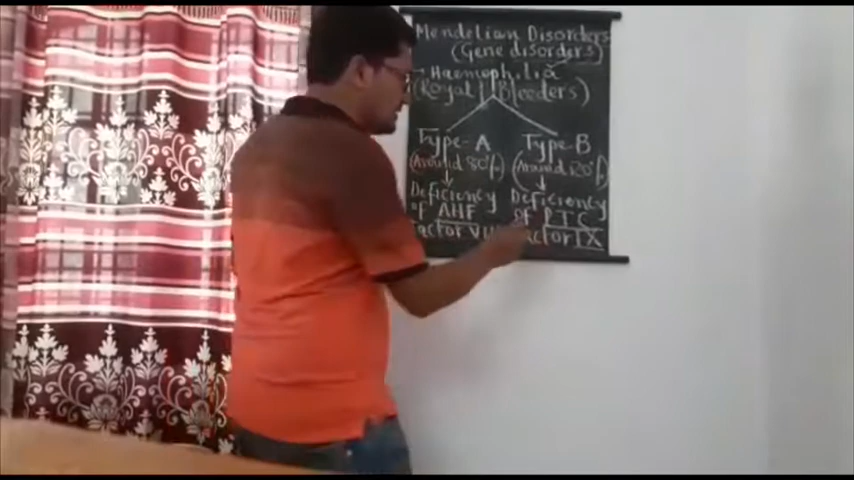 Mendelian Disorders
(Gene disorders)
Haemophilia
(Royal Bleeders)
Type-A Type-B
(Around 80%) (Around 20%)
Deficiency Deficiency
of AHF of PTC
Factor VIII Factor IX